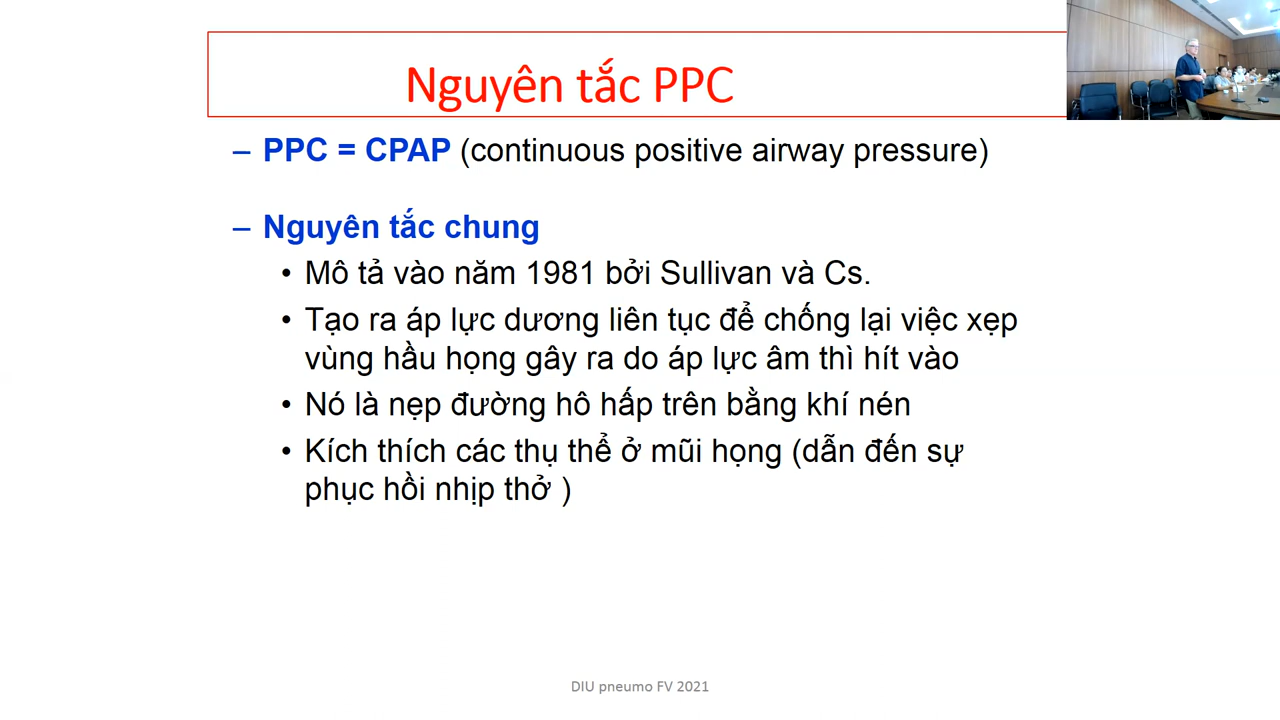 Nguyên tắc PPC
– PPC = CPAP (continuous positive airway pressure)
– Nguyên tắc chung
• Mô tả vào năm 1981 bởi Sullivan và Cs.
• Tạo ra áp lực dương liên tục để chống lại việc xẹp
vùng hầu họng gây ra do áp lực âm thì hít vào
• Nó là nẹp đường hô hấp trên bằng khí nén
• Kích thích các thụ thể ở mũi họng (dẫn đến sự
phục hồi nhịp thở )
DIU pneumo FV 2021